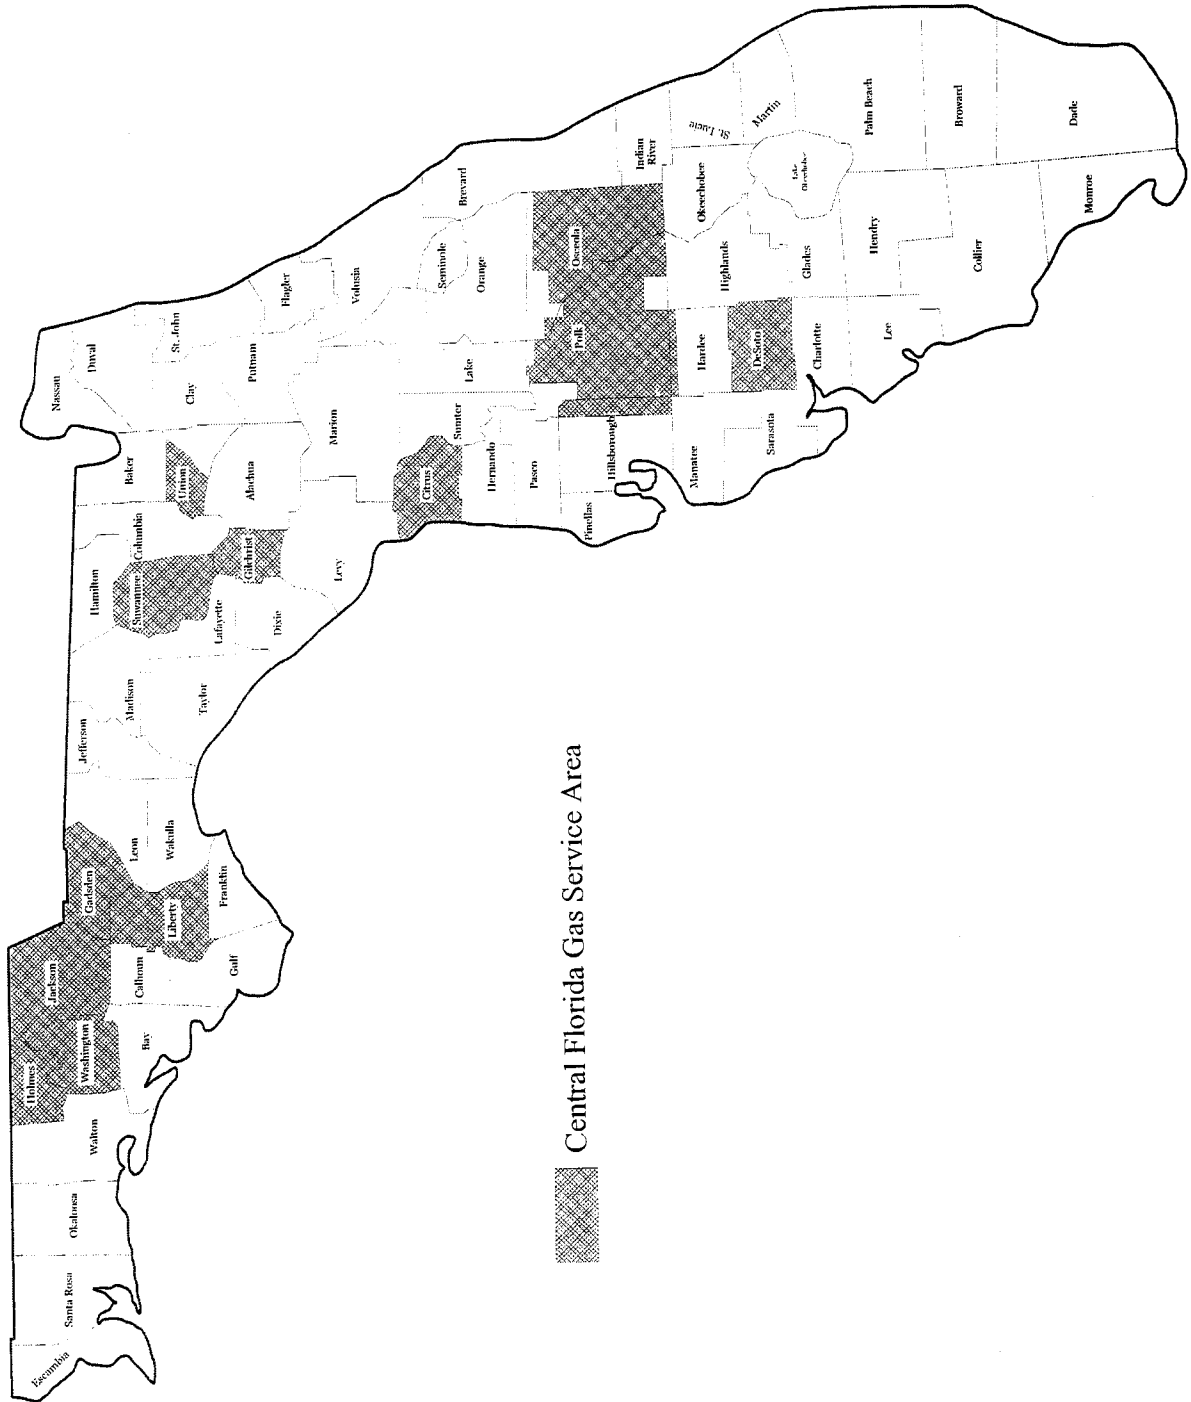 Escambia
Santa Rosa
Okaloosa
Walton
Holmes
Washington
Bay
Jackson
Calhoun
Gulf
Gadsden
Liberty
Franklin
Leon
Wakulla
Jefferson
Madison
Taylor
Hamilton
Suwannee
Lafayette
Dixie
Columbia
Gilchrist
Levy
Baker
Union
Alachua
Marion
Nassau
Duval
Clay
St. John
Putnam
Flagler
Volusia
Citrus
Sumter
Lake
Hernando
Pasco
Pinellas
Hillsborough
Seminole
Orange
Brevard
Osceola
Polk
Indian
River
Manatee
Hardee
Highlands
Okeechobee
St. Lucie
Martin
Sarasota
DeSoto
Glades
Lake
Okeechobee
Charlotte
Lee
Hendry
Palm Beach
Collier
Broward
Monroe
Dade
Central Florida Gas Service Area